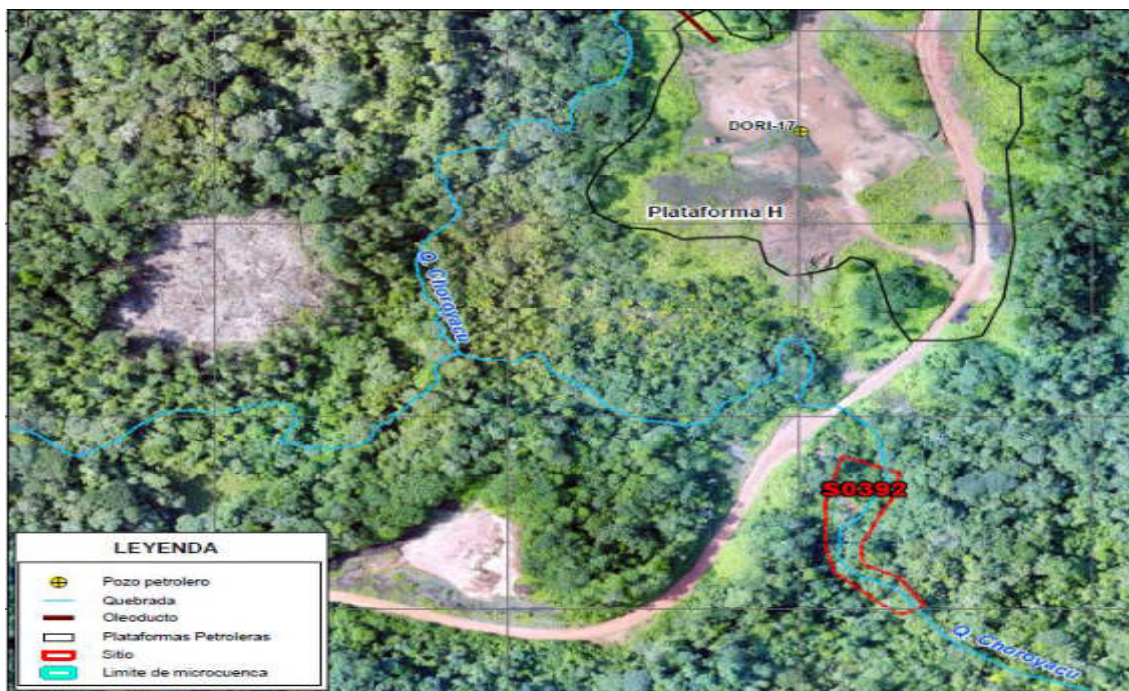 DORI-17
Plataforma H
Q. Choroyacu
S0392
Q. Choroyacu
LEYENDA
Pozo petrolero
Quebrada
Oleoducto
Plataformas Petroleras
Sitio
Limite de microcuenca